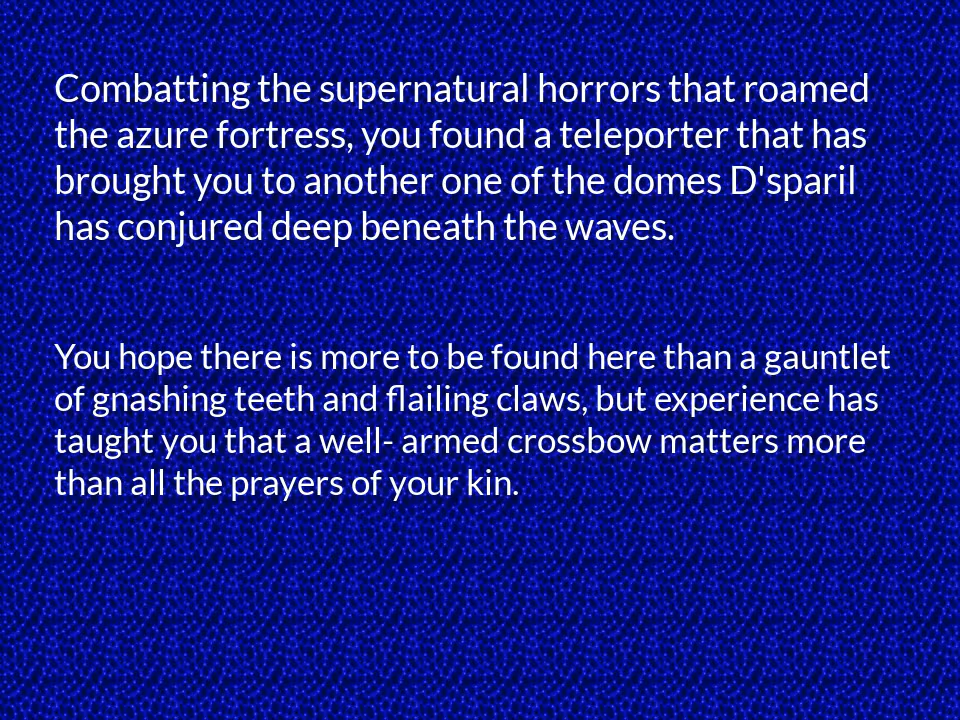 Combatting the supernatural horrors that roamed
the azure fortress, you found a teleporter that has
brought you to another one of the domes D'sparil
has conjured deep beneath the waves.
You hope there is more to be found here than a gauntlet
of gnashing teeth and flailing claws, but experience has
taught you that a well- armed crossbow matters more
than all the prayers of your kin.